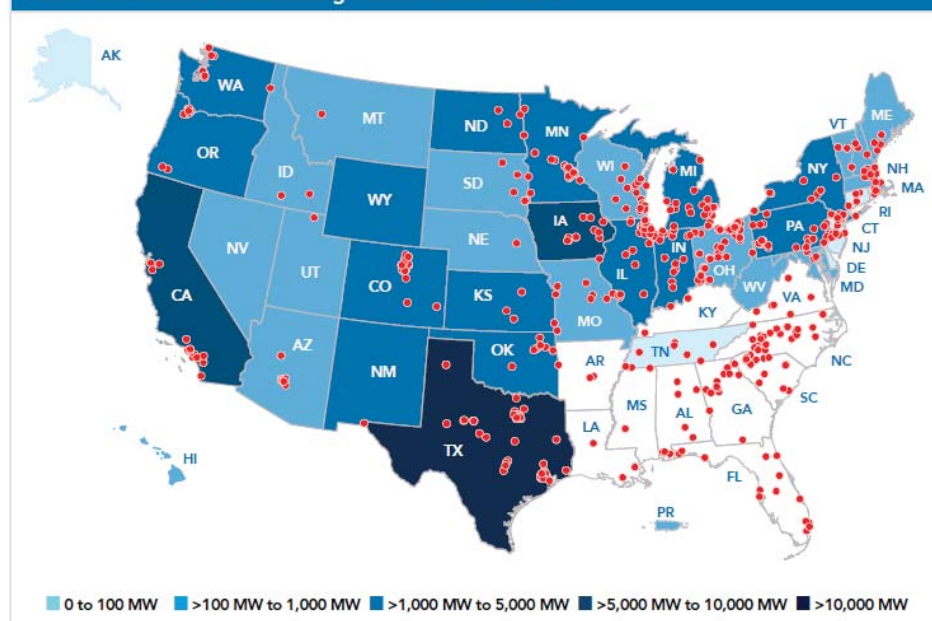 AK
WA
MT
ND
MN
VT
ME
OR
ID
SD
WI
MI
NY
NH
MA
WY
RI
IA
PA
CT
NV
NE
NJ
UT
IL
IN
OH
DE
CA
CO
KS
MO
WV
VA
MD
KY
AZ
NM
OK
AR
TN
NC
SC
MS
AL
GA
LA
TX
HI
FL
PR
0 to 100 MW >100 MW to 1,000 MW >1,000 MW to 5,000 MW >5,000 MW to 10,000 MW >10,000 MW